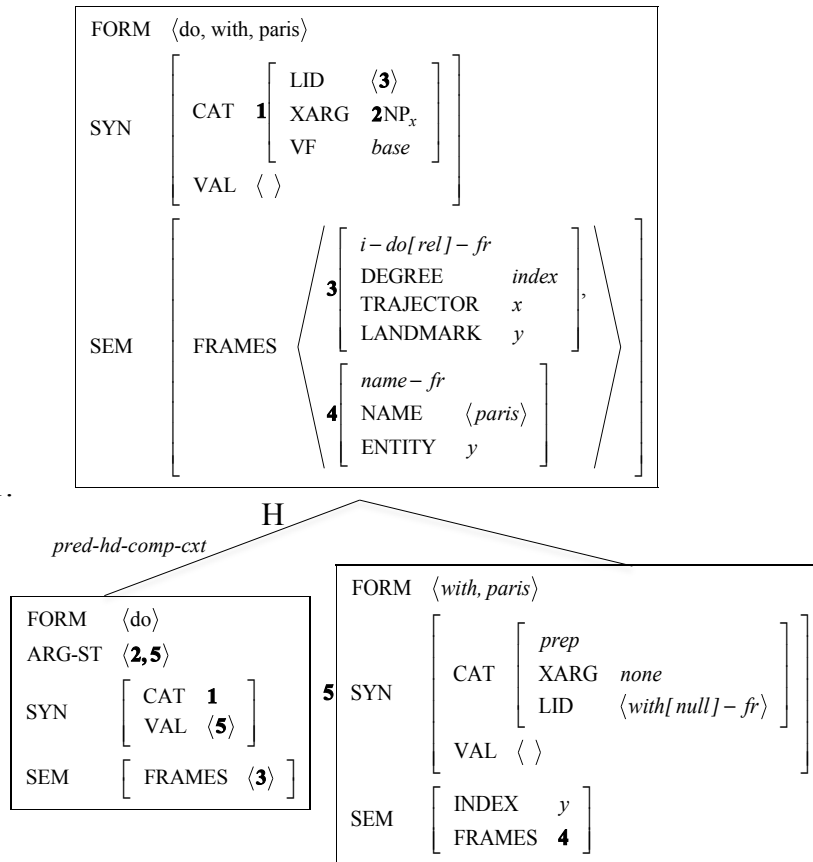 FORM ⟨do, with, paris⟩
SYN [ CAT 1 [ LID ⟨3⟩
XARG 2NPx
VF base ]
VAL ⟨ ⟩ ]
SEM [ FRAMES ⟨ 3 [ i – do[rel] – fr
DEGREE index
TRAJECTOR x
LANDMARK y ],
4 [ name – fr
NAME ⟨paris⟩
ENTITY y ] ⟩ ]
H
pred-hd-comp-cxt
FORM ⟨do⟩
ARG-ST ⟨2,5⟩
SYN [ CAT 1
VAL ⟨5⟩ ]
SEM [ FRAMES ⟨3⟩ ]
5
FORM ⟨with, paris⟩
SYN [ CAT [ prep
XARG none
LID ⟨with[null] – fr⟩ ]
VAL ⟨ ⟩ ]
SEM [ INDEX y
FRAMES 4 ]